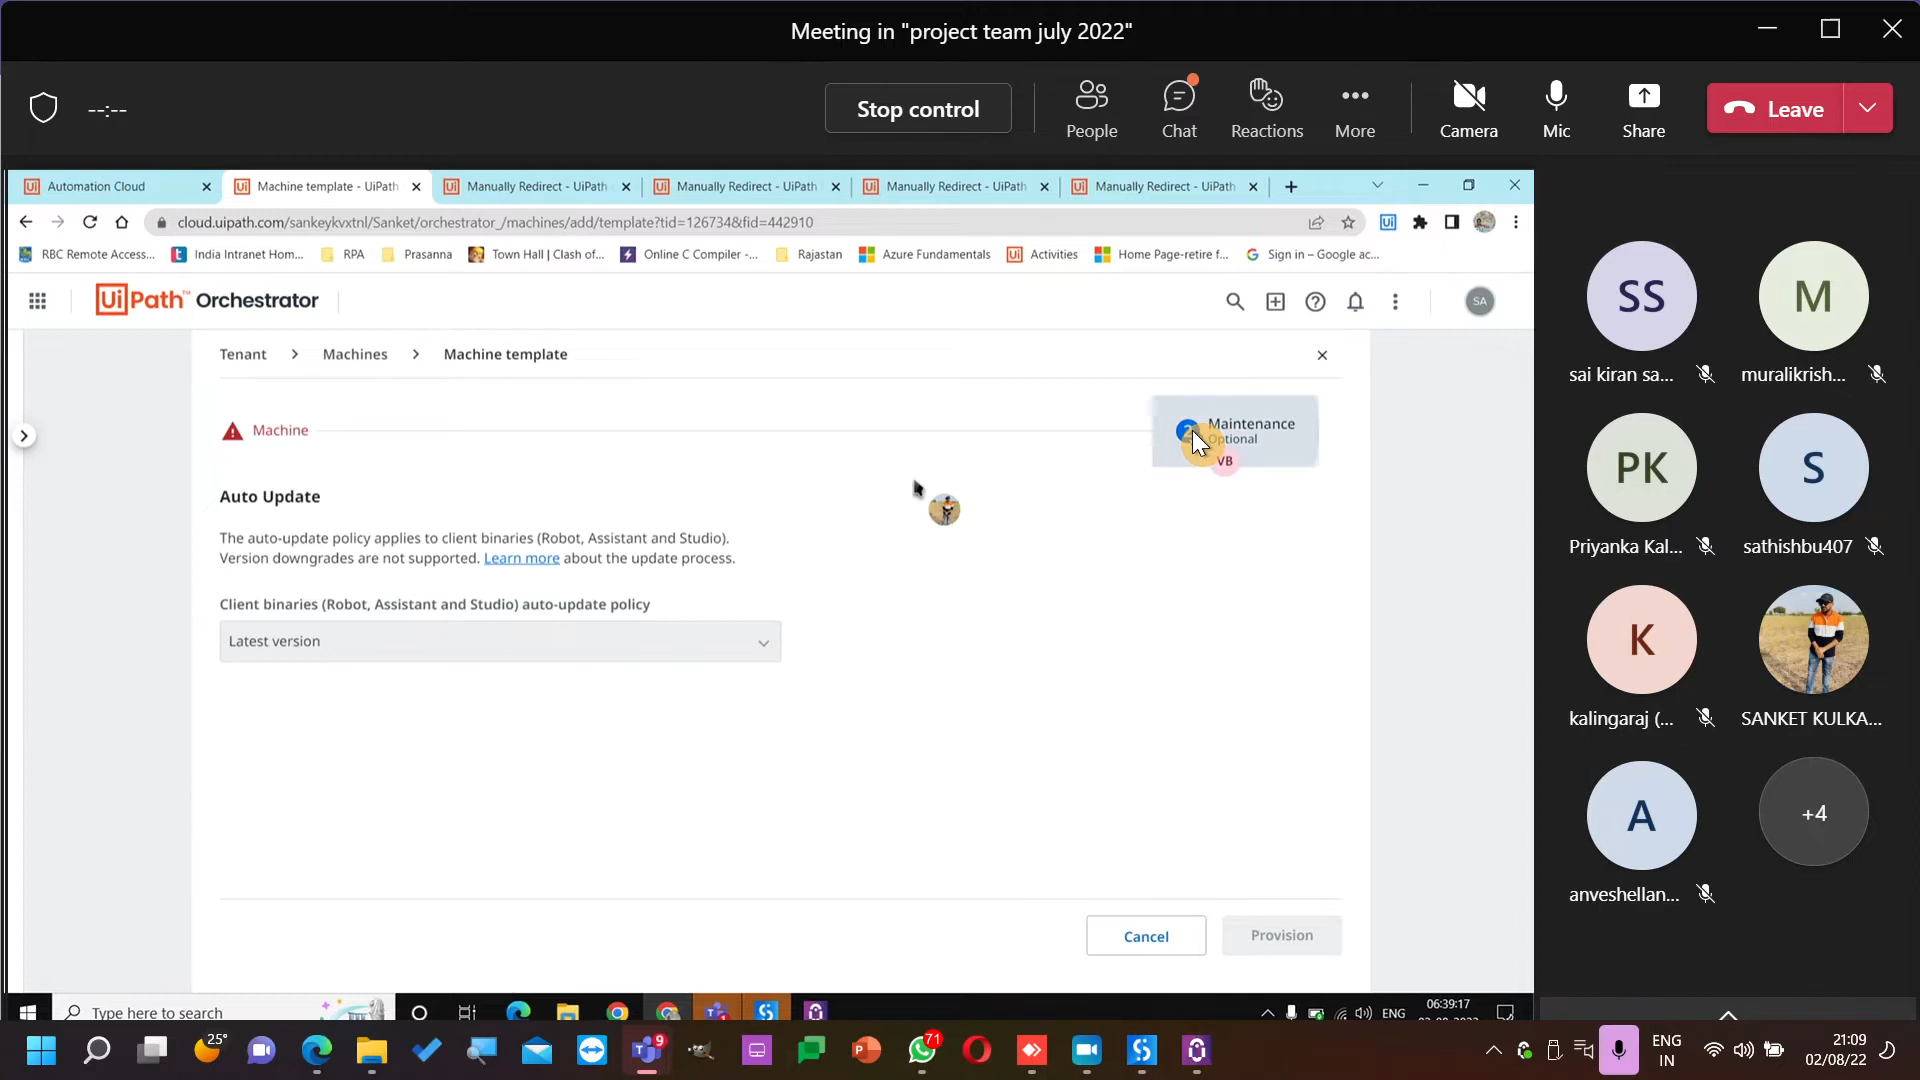 Meeting in "project team july 2022"
--:--
Stop control
People
Chat
Reactions
More
Camera
Mic
Share
Leave
Automation Cloud
Machine template - UiPath
Manually Redirect - UiPath
Manually Redirect - UiPath
Manually Redirect - UiPath
Manually Redirect - UiPath
cloud.uipath.com/sankeykvxtnl/Sanket/orchestrator_/machines/add/template?tid=126734&fid=442910
RBC Remote Access...
India Intranet Hom...
RPA
Prasanna
Town Hall | Clash of...
Online C Compiler -...
Rajastan
Azure Fundamentals
Activities
Home Page-retire f...
Sign in – Google ac...
UiPath™ Orchestrator
SA
Tenant > Machines > Machine template
Machine
Maintenance
Optional
VB
Auto Update
The auto-update policy applies to client binaries (Robot, Assistant and Studio).
Version downgrades are not supported. Learn more about the update process.
Client binaries (Robot, Assistant and Studio) auto-update policy
Latest version
Cancel
Provision
SS
sai kiran sa...
M
muralikrish...
PK
Priyanka Kal...
S
sathishbu407
K
kalingaraj (...
SANKET KULKA...
A
anveshellan...
+4
Type here to search
ENG
06:39:17
25°
9
71
ENG
IN
21:09
02/08/22